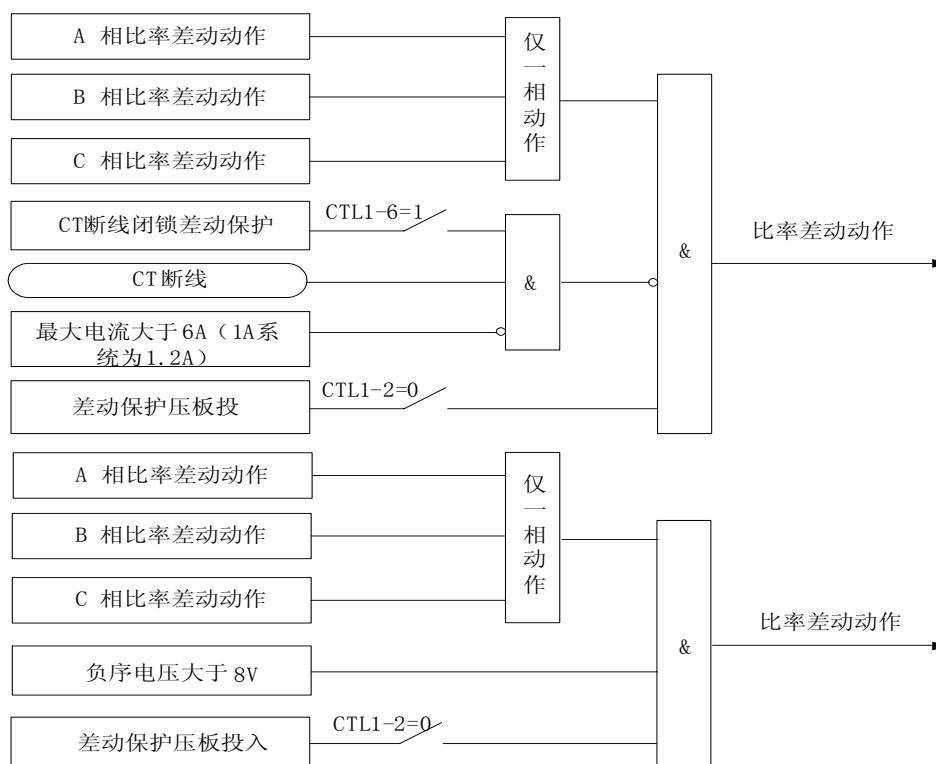 A 相比率差动动作
B 相比率差动动作
C 相比率差动动作
仅一相动作
CT断线闭锁差动保护
CTL1-6=1
CT断线
最大电流大于6A（1A系
统为1.2A）
&
&
比率差动动作
差动保护压板投
CTL1-2=0
A 相比率差动动作
B 相比率差动动作
C 相比率差动动作
仅一相动作
负序电压大于8V
&
比率差动动作
差动保护压板投入
CTL1-2=0